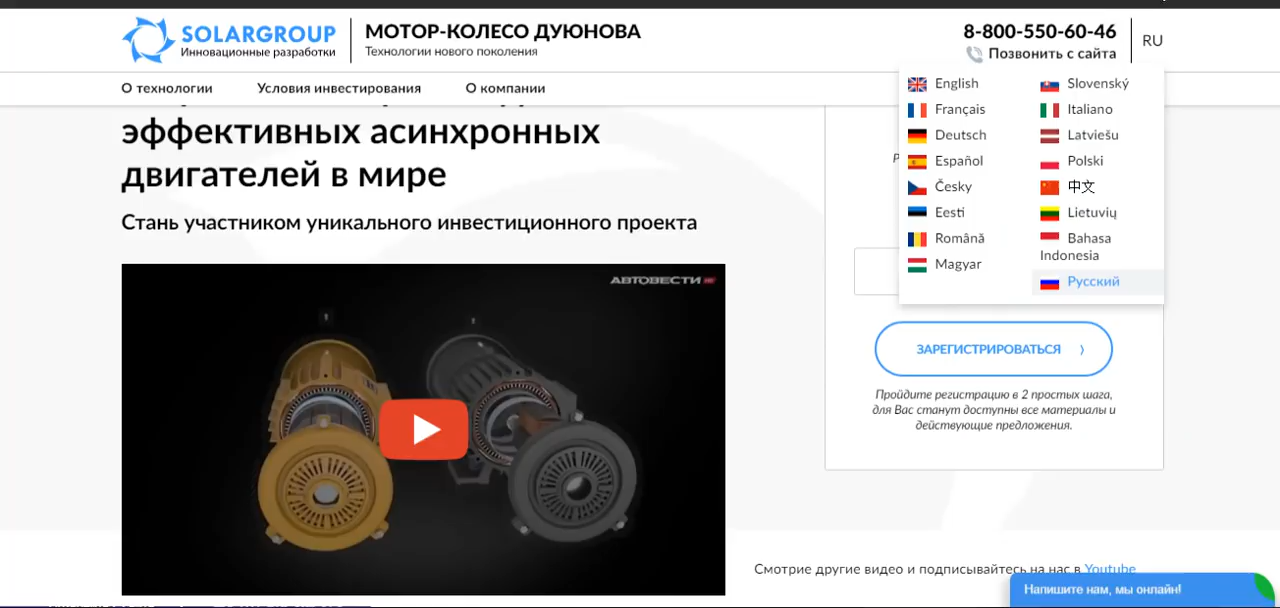 SOLARGROUP
Инновационные разработки
МОТОР-КОЛЕСО ДУЮНОВА
Технологии нового поколения
8-800-550-60-46
Позвонить с сайта
RU
О технологии
Условия инвестирования
О компании
English
Français
Deutsch
Español
Česky
Eesti
Română
Magyar
Slovenský
Italiano
Latviešu
Polski
中文
Lietuvių
Bahasa
Indonesia
Русский
эффективных асинхронных
двигателей в мире
Стань участником уникального инвестиционного проекта
АВТОВЕСТИ
ЗАРЕГИСТРИРОВАТЬСЯ
Пройдите регистрацию в 2 простых шага,
для Вас станут доступны все материалы и
действующие предложения.
Смотрие другие видео и подписывайтесь на нас в Youtube
Напишите нам, мы онлайн!